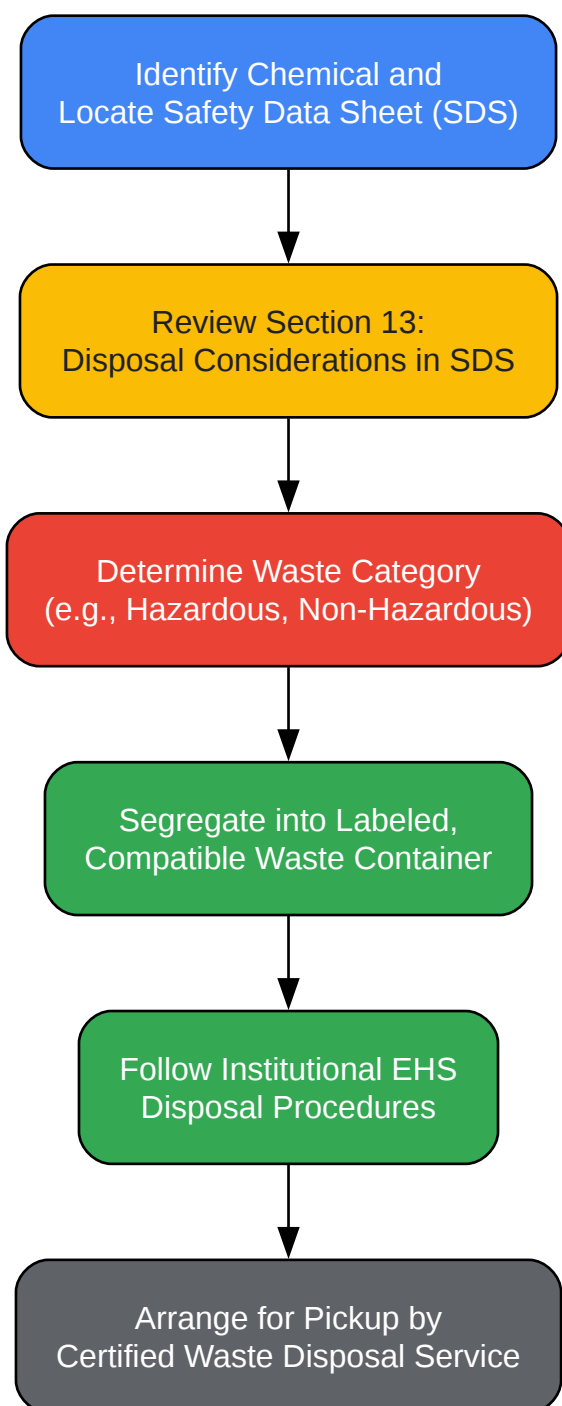 Identify Chemical and
Locate Safety Data Sheet (SDS)
Review Section 13:
Disposal Considerations in SDS
Determine Waste Category
(e.g., Hazardous, Non-Hazardous)
Segregate into Labeled,
Compatible Waste Container
Follow Institutional EHS
Disposal Procedures
Arrange for Pickup by
Certified Waste Disposal Service